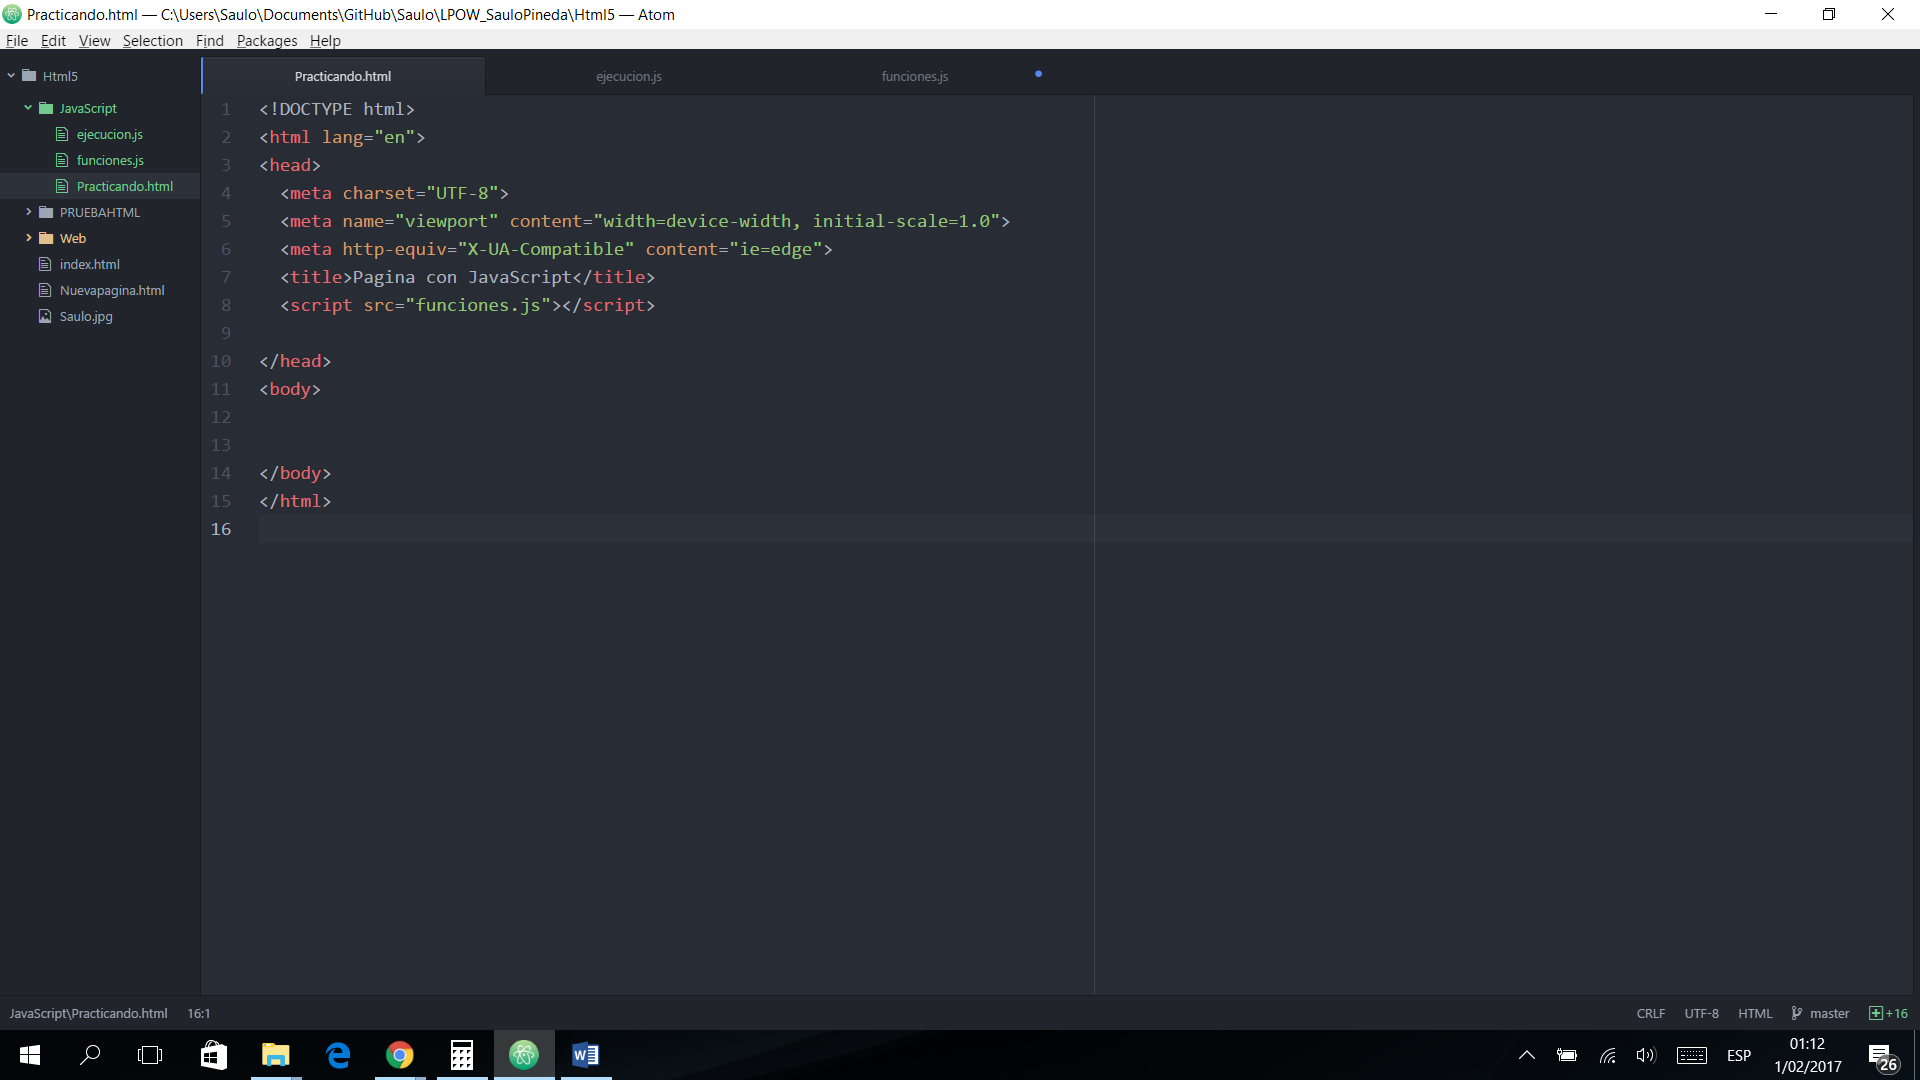 Practicando.html — C:\Users\Saulo\Documents\GitHub\Saulo\LPOW_SauloPineda\Html5 — Atom
File Edit View Selection Find Packages Help
Html5
JavaScript
ejecucion.js
funciones.js
Practicando.html
PRUEBAHTML
Web
index.html
Nuevapagina.html
Saulo.jpg
Practicando.html ejecucion.js funciones.js
1 <!DOCTYPE html>
2 <html lang="en">
3 <head>
4 <meta charset="UTF-8">
5 <meta name="viewport" content="width=device-width, initial-scale=1.0">
6 <meta http-equiv="X-UA-Compatible" content="ie=edge">
7 <title>Pagina con JavaScript</title>
8 <script src="funciones.js"></script>
9
10 </head>
11 <body>
12
13
14 </body>
15 </html>
16
JavaScript\Practicando.html 16:1 CRLF UTF-8 HTML master +16
ESP
01:12
1/02/2017
26